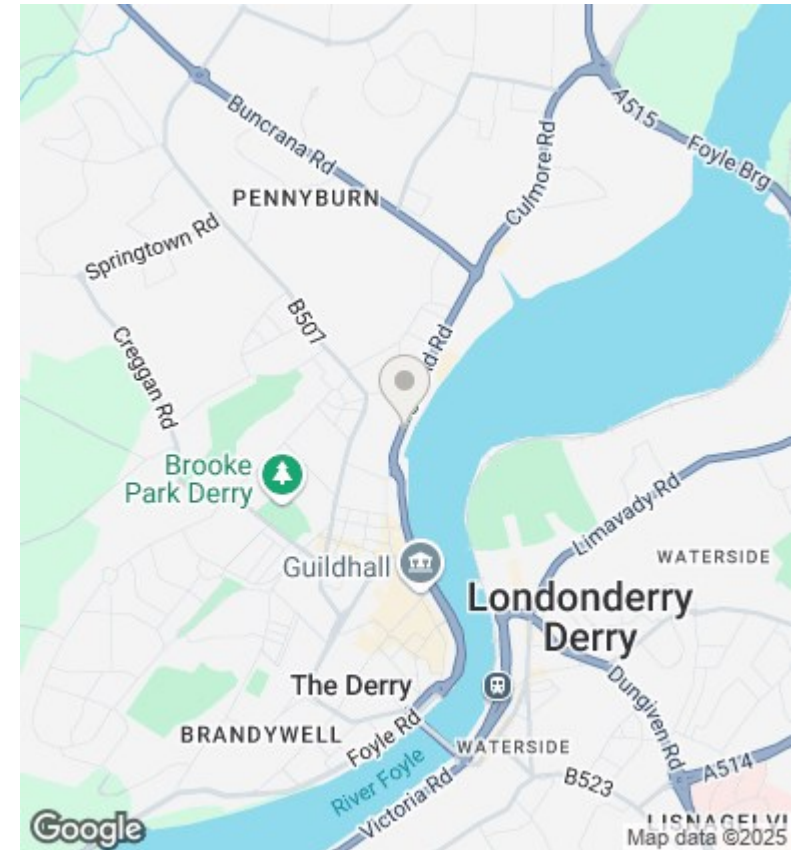 A515
Foyle Brg
Buncrana Rd
Culmore Rd
PENNYBURN
Springtown Rd
B507
Creggan Rd
d Rd
Brooke
Park Derry
Limavady Rd
WATERSIDE
Guildhall
Londonderry
Derry
The Derry
Dungiven Rd
BRANDYWELL
Foyle Rd
WATERSIDE
A514
River Foyle
Victoria Rd
B523
LISNAGELVI
Google
Map data ©2025